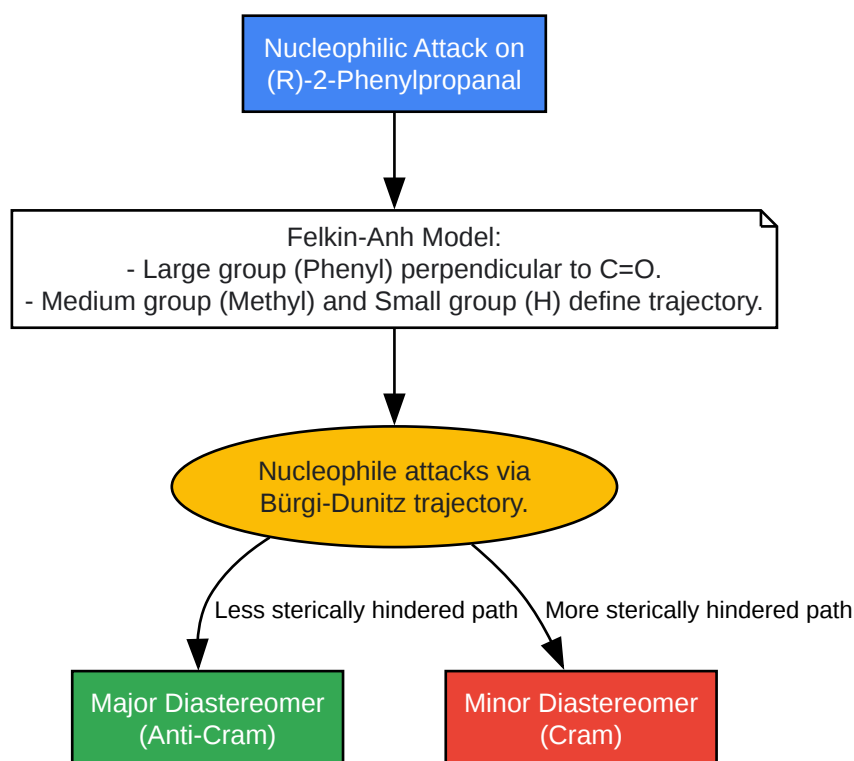 Nucleophilic Attack on
(R)-2-Phenylpropanal
Felkin-Anh Model:
- Large group (Phenyl) perpendicular to C=O.
- Medium group (Methyl) and Small group (H) define trajectory.
Nucleophile attacks via
Bürgi-Dunitz trajectory.
Less sterically hindered path
More sterically hindered path
Major Diastereomer
(Anti-Cram)
Minor Diastereomer
(Cram)